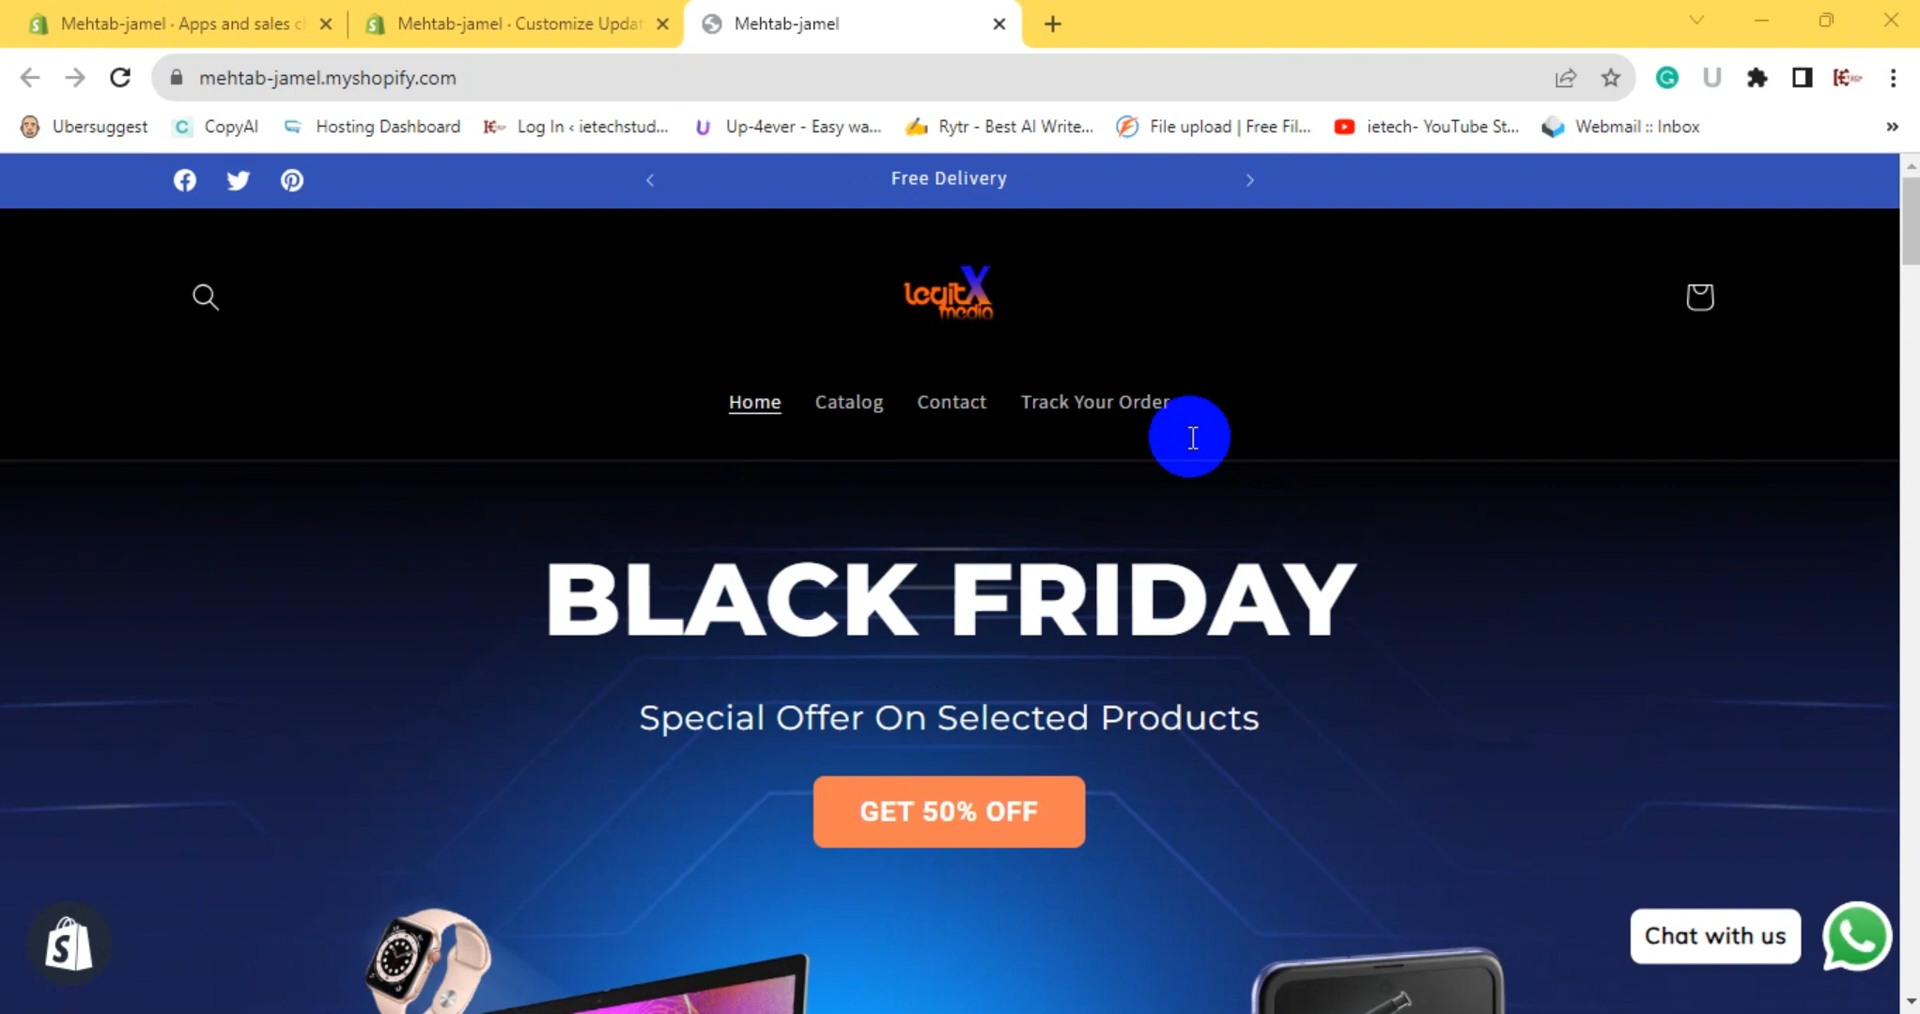 Mehtab-jamel · Apps and sales c
Mehtab-jamel · Customize Updat
Mehtab-jamel
mehtab-jamel.myshopify.com
Ubersuggest
CopyAI
Hosting Dashboard
Log In ‹ ietechstud...
Up-4ever - Easy wa...
Rytr - Best AI Write...
File upload | Free Fil...
ietech- YouTube St...
Webmail :: Inbox
Free Delivery
legitX
media
Home
Catalog
Contact
Track Your Order
BLACK FRIDAY
Special Offer On Selected Products
GET 50% OFF
Chat with us